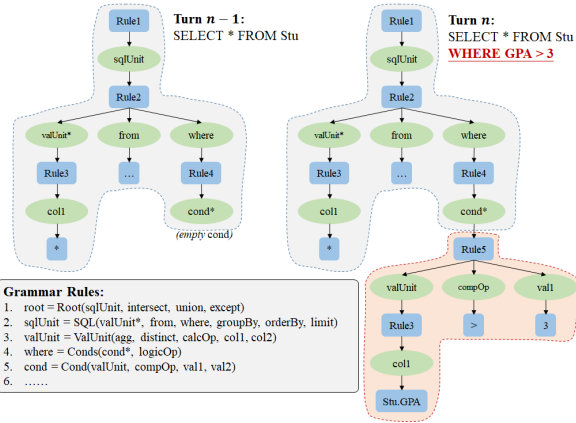 Turn n − 1:
SELECT * FROM Stu
Rule1
sqlUnit
Rule2
valUnit*
from
where
Rule3
...
Rule4
col1
cond*
*
(empty cond)
Turn n:
SELECT * FROM Stu
WHERE GPA > 3
Rule1
sqlUnit
Rule2
valUnit*
from
where
Rule3
...
Rule4
col1
cond*
*
Rule5
valUnit
compOp
val1
Rule3
>
3
col1
Stu.GPA
Grammar Rules:
1. root = Root(sqlUnit, intersect, union, except)
2. sqlUnit = SQL(valUnit*, from, where, groupBy, orderBy, limit)
3. valUnit = ValUnit(agg, distinct, calcOp, col1, col2)
4. where = Conds(cond*, logicOp)
5. cond = Cond(valUnit, compOp, val1, val2)
6. ……